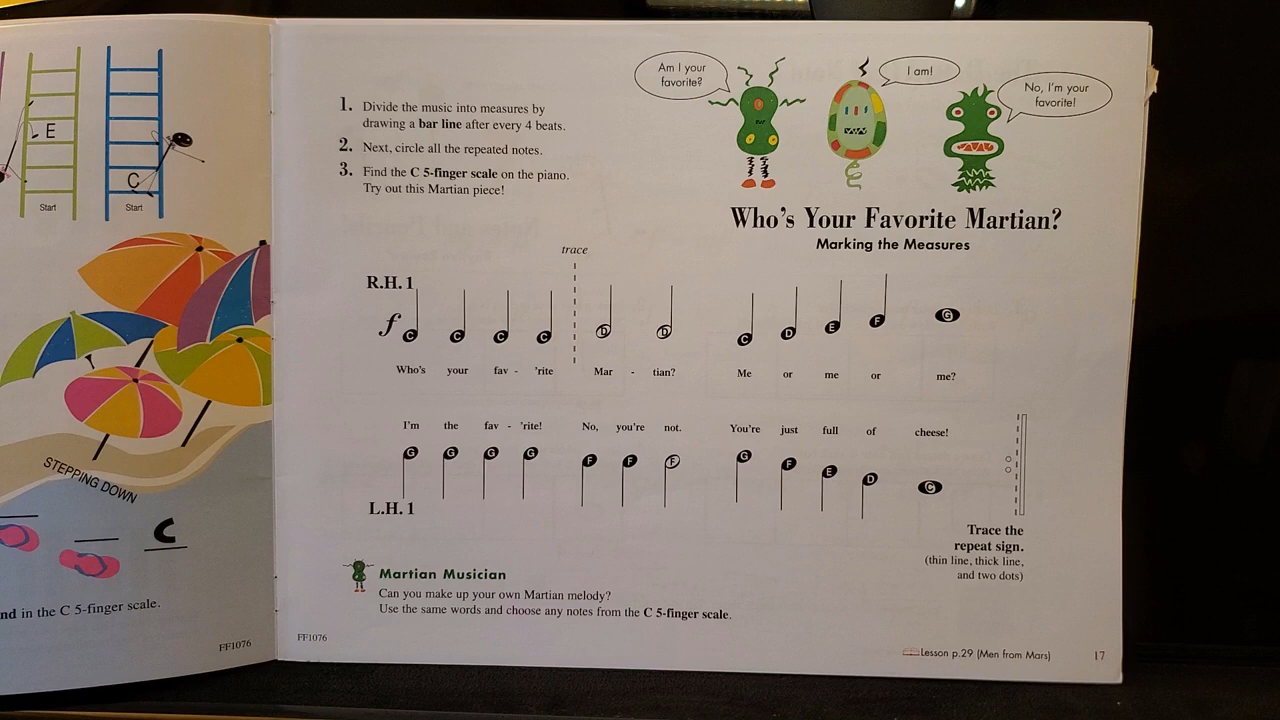 E
C
Start
Start
STEPPING DOWN
C
nd in the C 5-finger scale.
FF1076
Am I your
favorite?
I am!
No, I'm your
favorite!
1. Divide the music into measures by
drawing a bar line after every 4 beats.
2. Next, circle all the repeated notes.
3. Find the C 5-finger scale on the piano.
Try out this Martian piece!
Who's Your Favorite Martian?
Marking the Measures
trace
R.H. 1
f
C C C C D D C D E F G
Who's your fav - 'rite Mar - tian? Me or me or me?
I'm the fav - 'rite! No, you're not. You're just full of cheese!
G G G G F F F G F E D C
L.H. 1
Trace the
repeat sign.
(thin line, thick line,
and two dots)
Martian Musician
Can you make up your own Martian melody?
Use the same words and choose any notes from the C 5-finger scale.
FF1076
Lesson p.29 (Men from Mars)
17